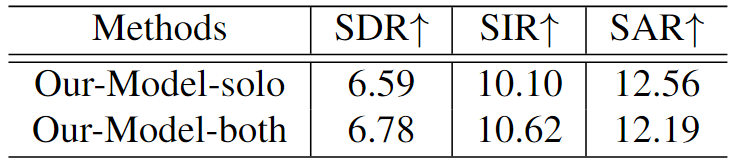 Methods SDR↑ SIR↑ SAR↑
Our-Model-solo 6.59 10.10 12.56
Our-Model-both 6.78 10.62 12.19